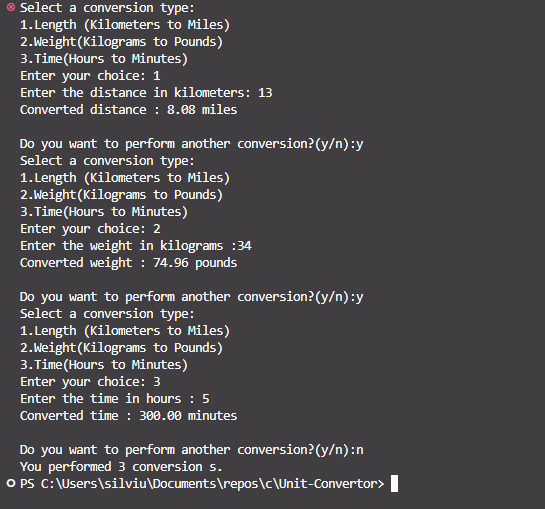 Select a conversion type:
1.Length (Kilometers to Miles)
2.Weight(Kilograms to Pounds)
3.Time(Hours to Minutes)
Enter your choice: 1
Enter the distance in kilometers: 13
Converted distance : 8.08 miles
Do you want to perform another conversion?(y/n):y
Select a conversion type:
1.Length (Kilometers to Miles)
2.Weight(Kilograms to Pounds)
3.Time(Hours to Minutes)
Enter your choice: 2
Enter the weight in kilograms :34
Converted weight : 74.96 pounds
Do you want to perform another conversion?(y/n):y
Select a conversion type:
1.Length (Kilometers to Miles)
2.Weight(Kilograms to Pounds)
3.Time(Hours to Minutes)
Enter your choice: 3
Enter the time in hours : 5
Converted time : 300.00 minutes
Do you want to perform another conversion?(y/n):n
You performed 3 conversion s.
PS C:\Users\silviu\Documents\repos\c\Unit-Convertor>